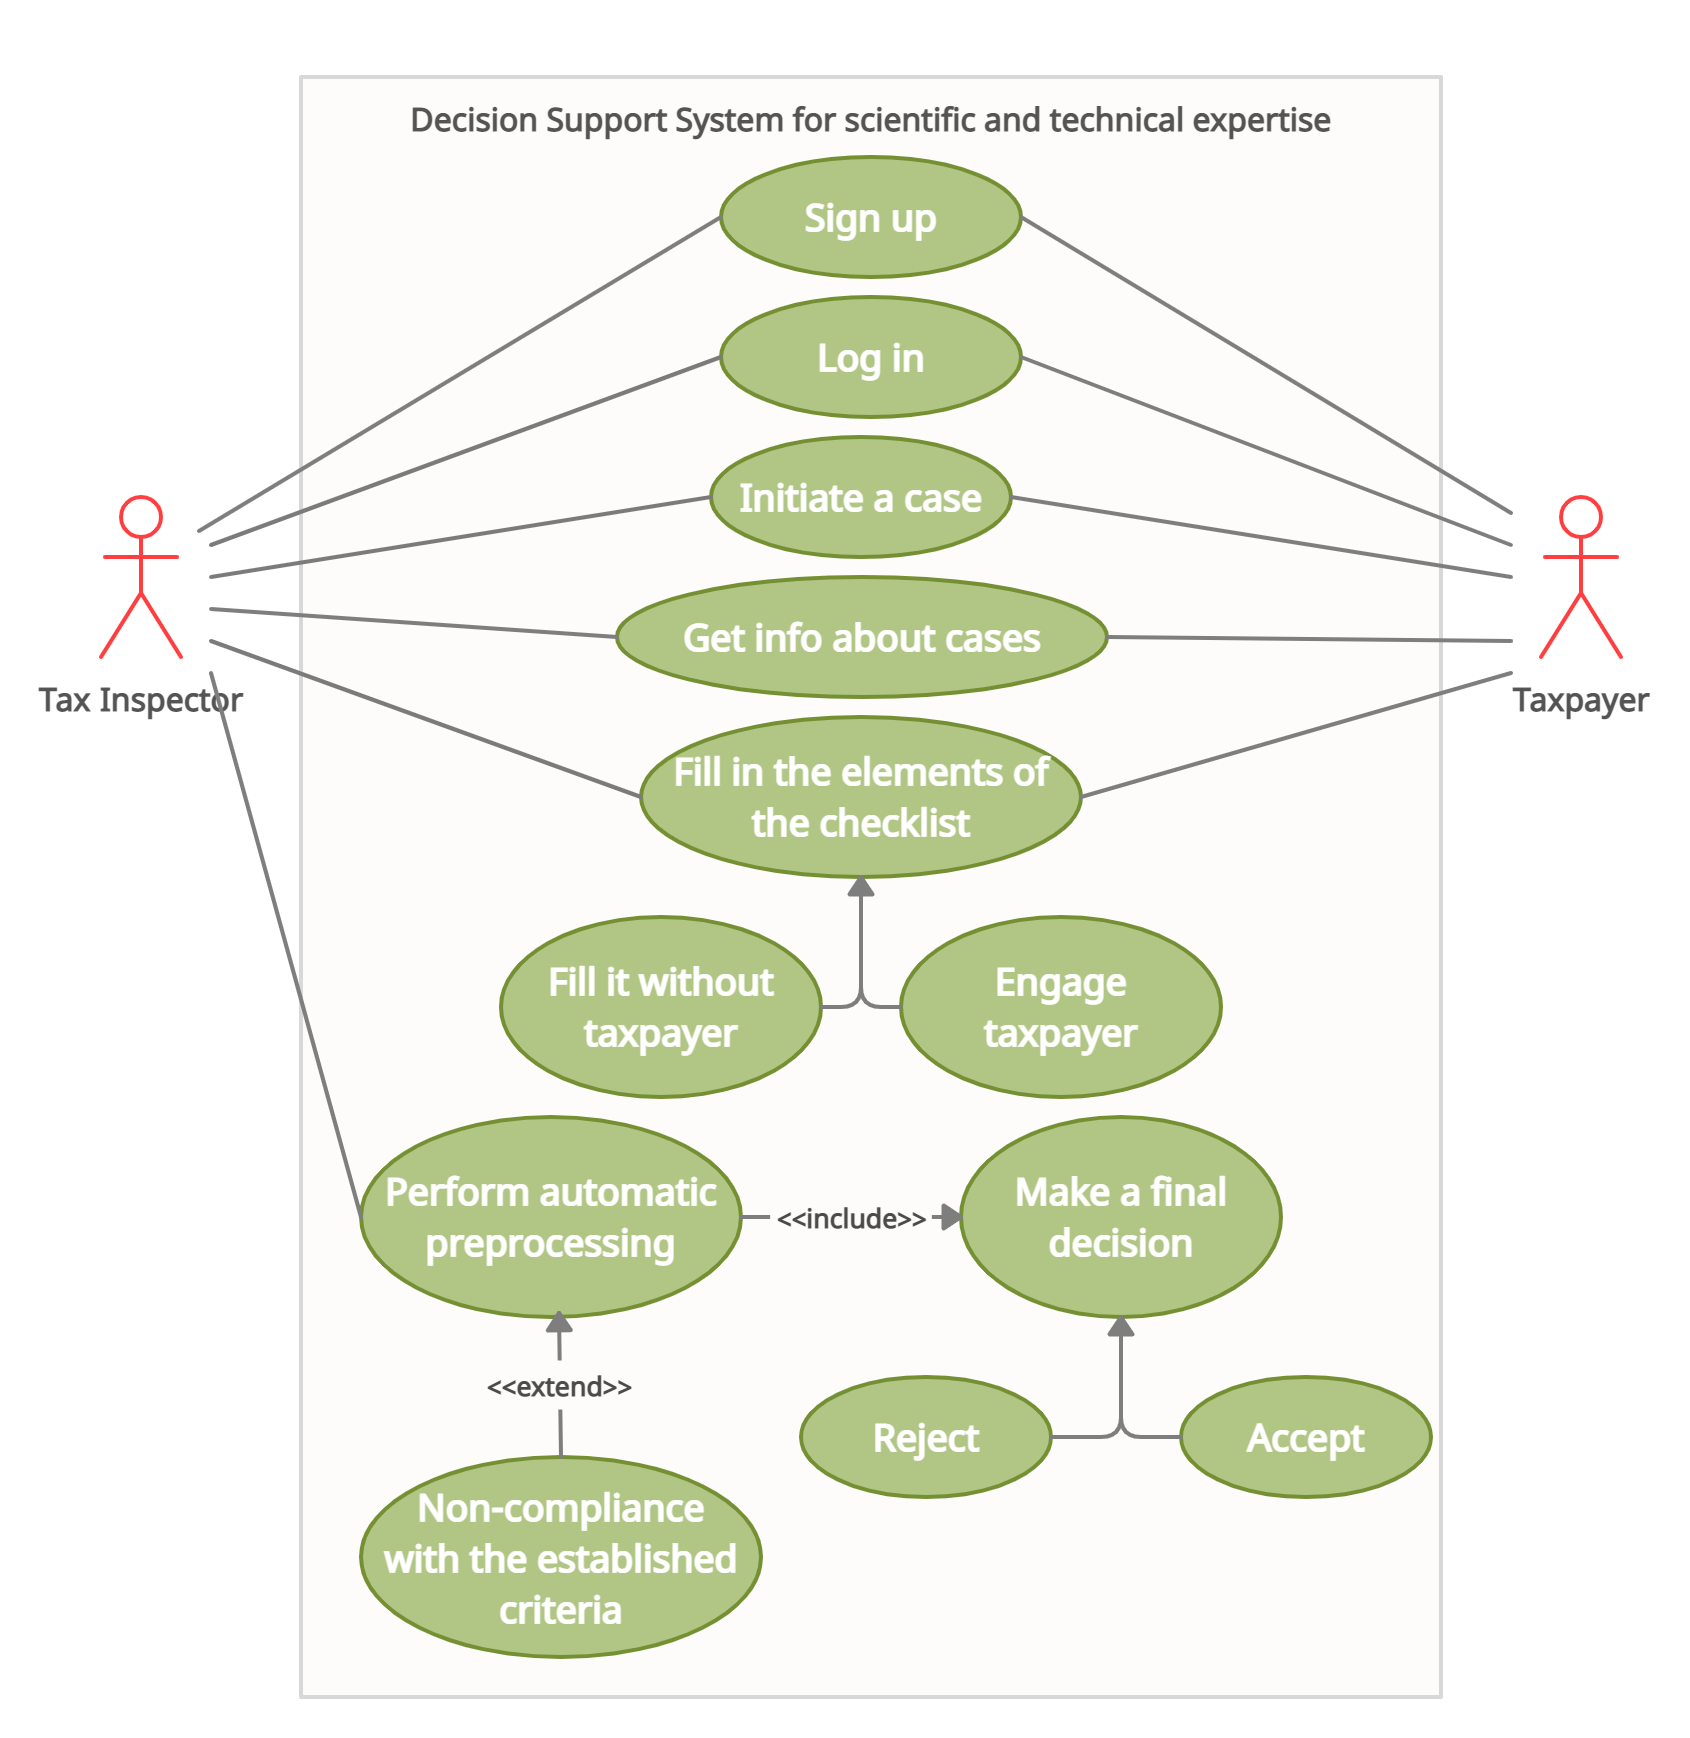 Decision Support System for scientific and technical expertise
Sign up
Log in
Initiate a case
Get info about cases
Tax Inspector
Taxpayer
Fill in the elements of
the checklist
Fill it without
taxpayer
Engage
taxpayer
Perform automatic
preprocessing
<<include>>
Make a final
decision
<<extend>>
Reject
Accept
Non-compliance
with the established
criteria